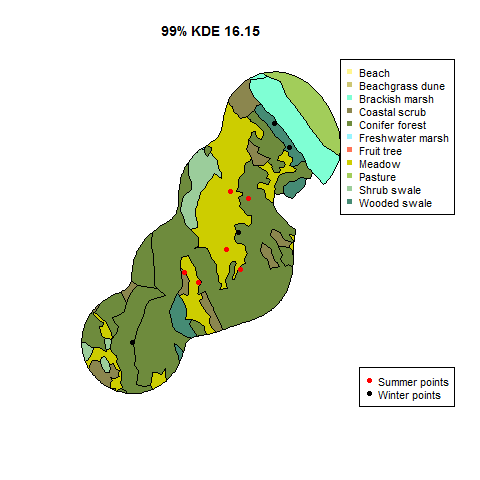 99% KDE 16.15
Beach
Beachgrass dune
Brackish marsh
Coastal scrub
Conifer forest
Freshwater marsh
Fruit tree
Meadow
Pasture
Shrub swale
Wooded swale
Summer points
Winter points